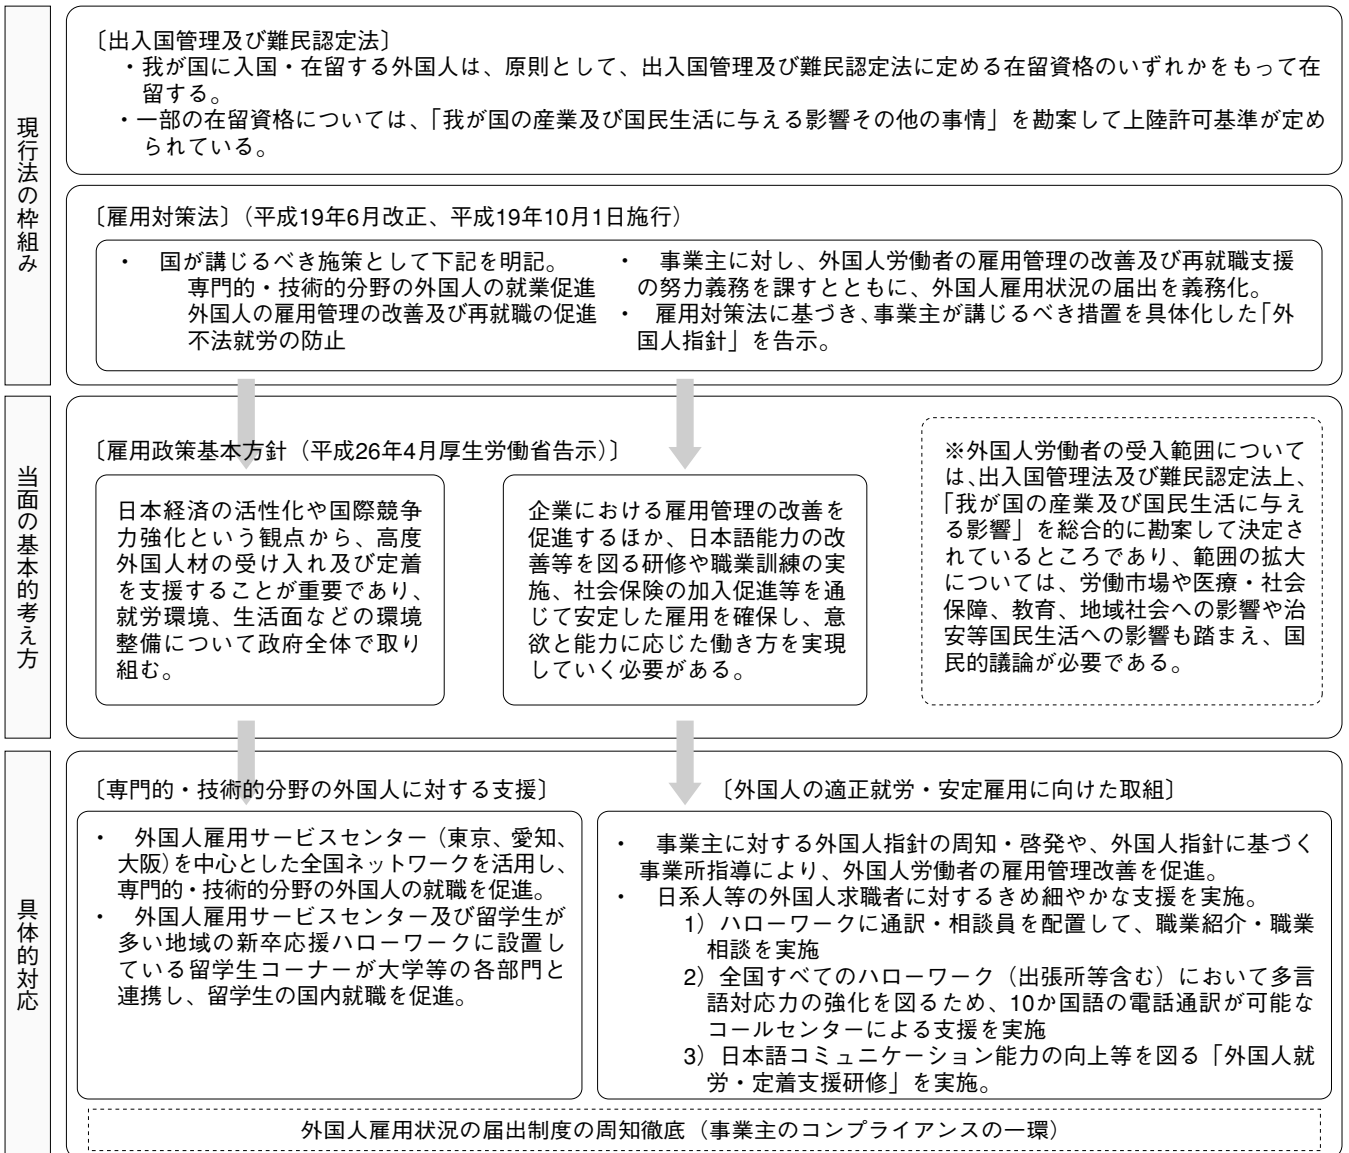 現行法の枠組み
〔出入国管理及び難民認定法〕
・我が国に入国・在留する外国人は、原則として、出入国管理及び難民認定法に定める在留資格のいずれかをもって在
留する。
・一部の在留資格については、「我が国の産業及び国民生活に与える影響その他の事情」を勘案して上陸許可基準が定め
られている。
〔雇用対策法〕（平成19年6月改正、平成19年10月1日施行）
・　国が講じるべき施策として下記を明記。
専門的・技術的分野の外国人の就業促進
外国人の雇用管理の改善及び再就職の促進
不法就労の防止
・　事業主に対し、外国人労働者の雇用管理の改善及び再就職支援
の努力義務を課すとともに、外国人雇用状況の届出を義務化。
・　雇用対策法に基づき、事業主が講じるべき措置を具体化した「外
国人指針」を告示。
当面の基本的考え方
〔雇用政策基本方針（平成26年4月厚生労働省告示）〕
日本経済の活性化や国際競争
力強化という観点から、高度
外国人材の受け入れ及び定着
を支援することが重要であり、
就労環境、生活面などの環境
整備について政府全体で取り
組む。
企業における雇用管理の改善を
促進するほか、日本語能力の改
善等を図る研修や職業訓練の実
施、社会保険の加入促進等を通
じて安定した雇用を確保し、意
欲と能力に応じた働き方を実現
していく必要がある。
※外国人労働者の受入範囲について
は、出入国管理法及び難民認定法上、
「我が国の産業及び国民生活に与え
る影響」を総合的に勘案して決定さ
れているところであり、範囲の拡大
については、労働市場や医療・社会
保障、教育、地域社会への影響や治
安等国民生活への影響も踏まえ、国
民的議論が必要である。
具体的対応
〔専門的・技術的分野の外国人に対する支援〕
・　外国人雇用サービスセンター（東京、愛知、
大阪）を中心とした全国ネットワークを活用し、
専門的・技術的分野の外国人の就職を促進。
・　外国人雇用サービスセンター及び留学生が
多い地域の新卒応援ハローワークに設置し
ている留学生コーナーが大学等の各部門と
連携し、留学生の国内就職を促進。
〔外国人の適正就労・安定雇用に向けた取組〕
・　事業主に対する外国人指針の周知・啓発や、外国人指針に基づく
事業所指導により、外国人労働者の雇用管理改善を促進。
・　日系人等の外国人求職者に対するきめ細やかな支援を実施。
1）ハローワークに通訳・相談員を配置して、職業紹介・職業
相談を実施
2）全国すべてのハローワーク（出張所等含む）において多言
語対応力の強化を図るため、10か国語の電話通訳が可能な
コールセンターによる支援を実施
3）日本語コミュニケーション能力の向上等を図る「外国人就
労・定着支援研修」を実施。
外国人雇用状況の届出制度の周知徹底（事業主のコンプライアンスの一環）